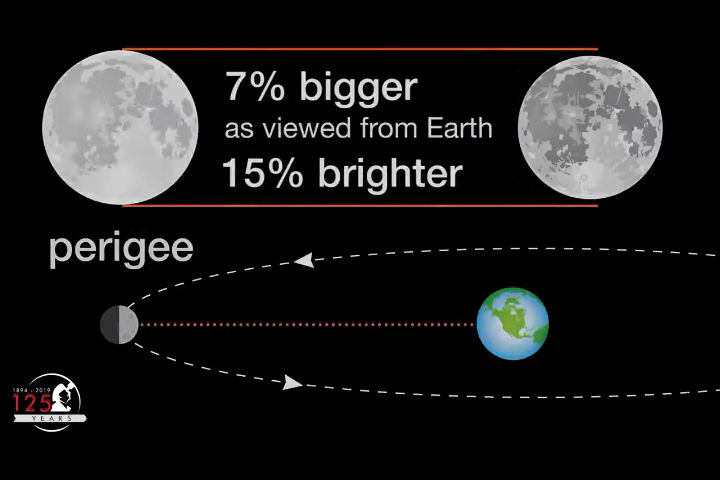 7% bigger
as viewed from Earth
15% brighter
perigee
1894 - 2019
125
YEARS